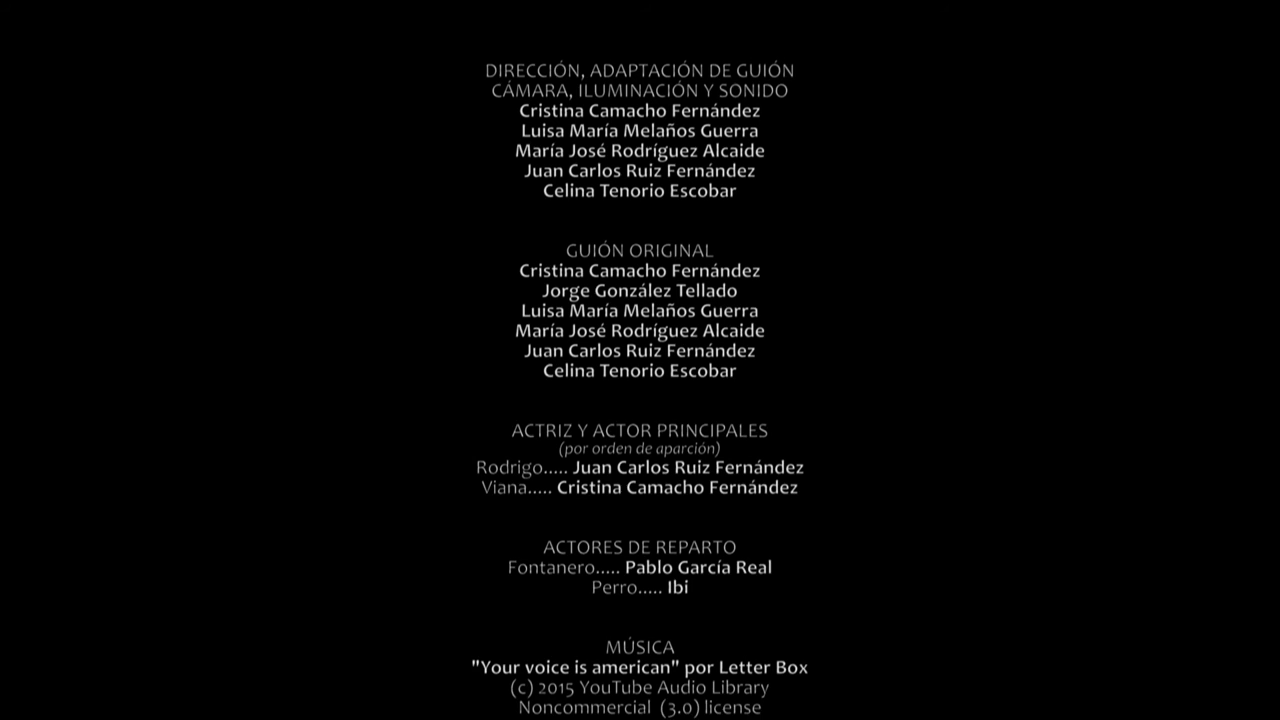 DIRECCIÓN, ADAPTACIÓN DE GUIÓN
CÁMARA, ILUMINACIÓN Y SONIDO
Cristina Camacho Fernández
Luisa María Melaños Guerra
María José Rodríguez Alcaide
Juan Carlos Ruiz Fernández
Celina Tenorio Escobar
GUIÓN ORIGINAL
Cristina Camacho Fernández
Jorge González Tellado
Luisa María Melaños Guerra
María José Rodríguez Alcaide
Juan Carlos Ruiz Fernández
Celina Tenorio Escobar
ACTRIZ Y ACTOR PRINCIPALES
(por orden de aparción)
Rodrigo..... Juan Carlos Ruiz Fernández
Viana..... Cristina Camacho Fernández
ACTORES DE REPARTO
Fontanero..... Pablo García Real
Perro..... Ibi
MÚSICA
"Your voice is american" por Letter Box
(c) 2015 YouTube Audio Library
Noncommercial (3.0) license